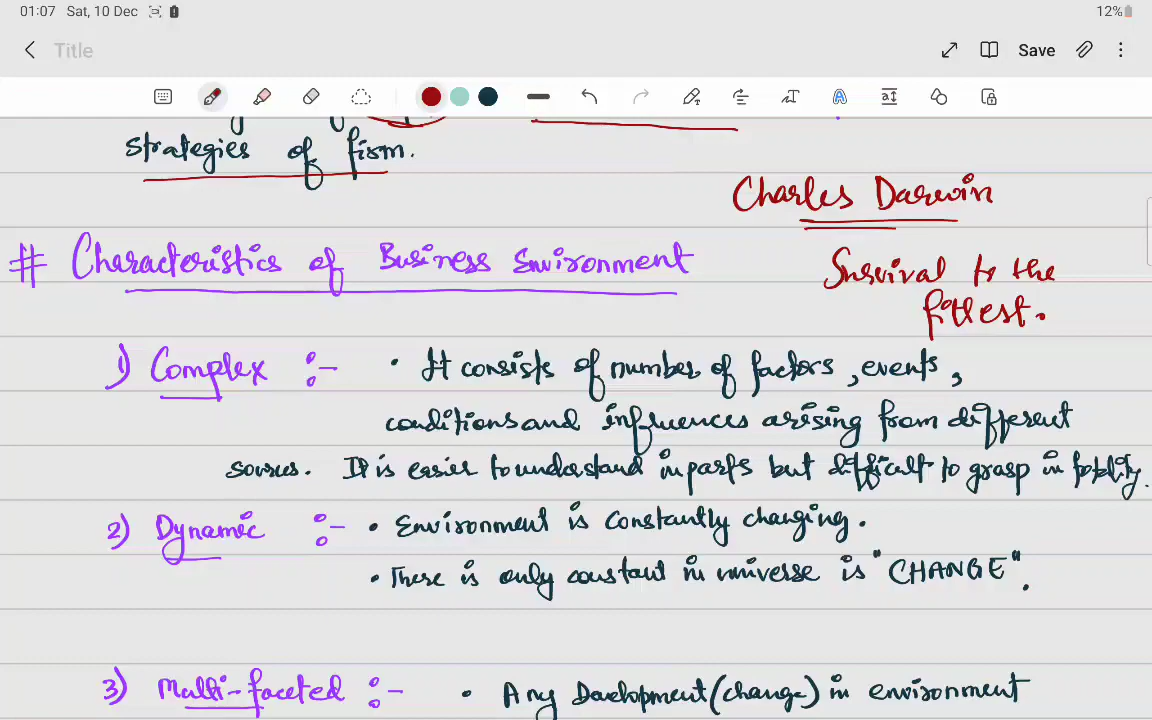 01:07 Sat, 10 Dec
12%
Title
Save
strategies of firm.
Charles Darwin
# Characteristics of Business Environment
Survival to the
fittest.
1) Complex :- • It consists of number of factors, events,
conditions and influences arising from different
sources. It is easier to understand in parts but difficult to grasp in totality.
2) Dynamic :- • Environment is constantly changing.
• There is only constant in universe is "CHANGE".
3) Multi-faceted :- • Any Development (change) in environment